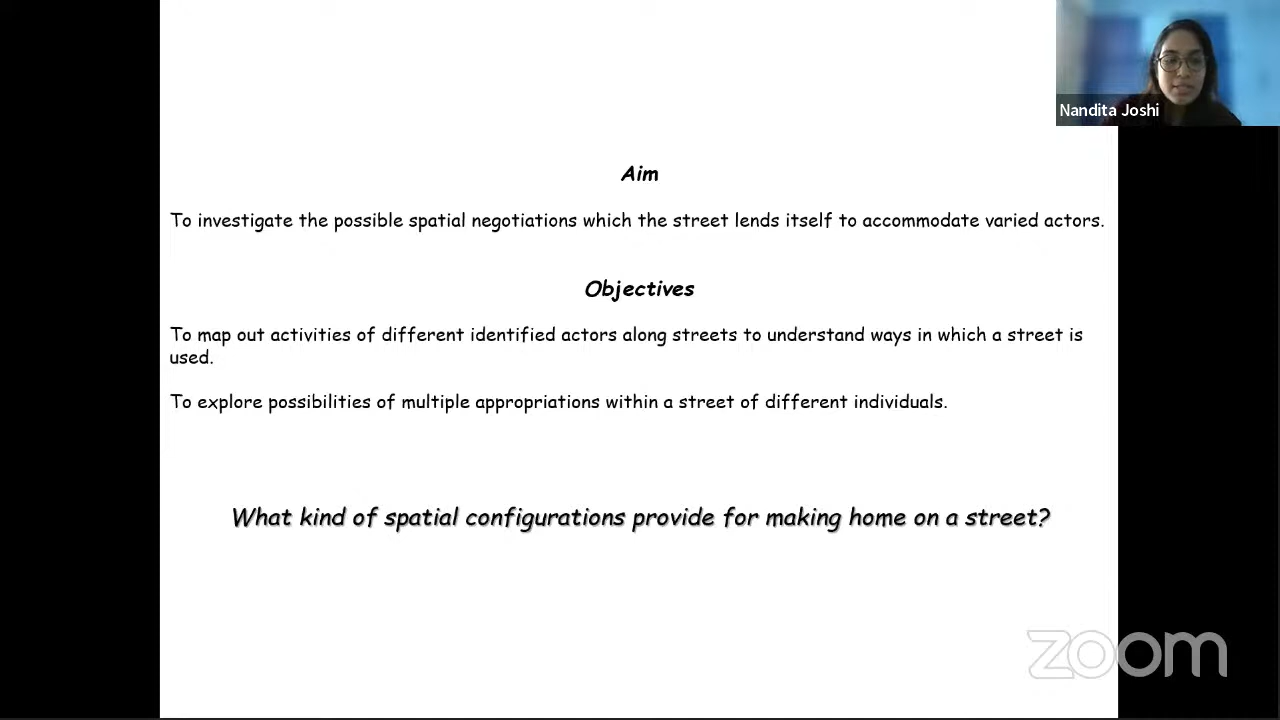 Nandita Joshi
Aim
To investigate the possible spatial negotiations which the street lends itself to accommodate varied actors.
Objectives
To map out activities of different identified actors along streets to understand ways in which a street is
used.
To explore possibilities of multiple appropriations within a street of different individuals.
What kind of spatial configurations provide for making home on a street?
zoom